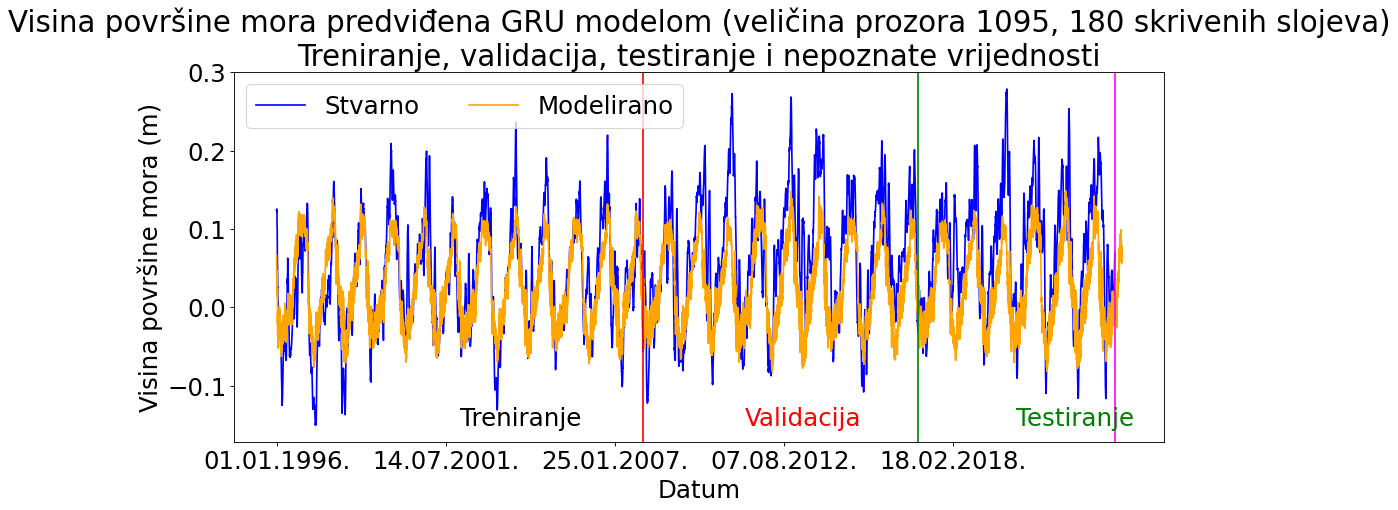 Visina površine mora predviđena GRU modelom (veličina prozora 1095, 180 skrivenih slojeva)
Treniranje, validacija, testiranje i nepoznate vrijednosti
Stvarno
Modelirano
Visina površine mora (m)
0.3
0.2
0.1
0.0
−0.1
Treniranje
Validacija
Testiranje
01.01.1996.
14.07.2001.
25.01.2007.
07.08.2012.
18.02.2018.
Datum